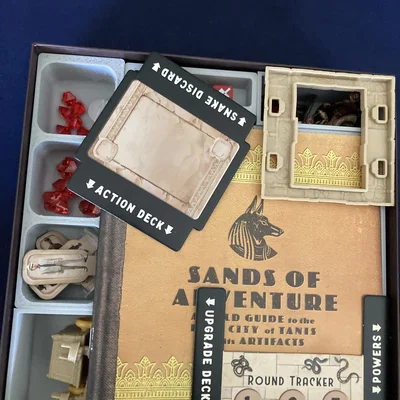 SNAKE DISCARD
ACTION DECK
SANDS OF
ADVENTURE
GUIDE to the
CITY of TANIS
ARTIFACTS
UPGRADE DECK
POWERS
ROUND TRACKER